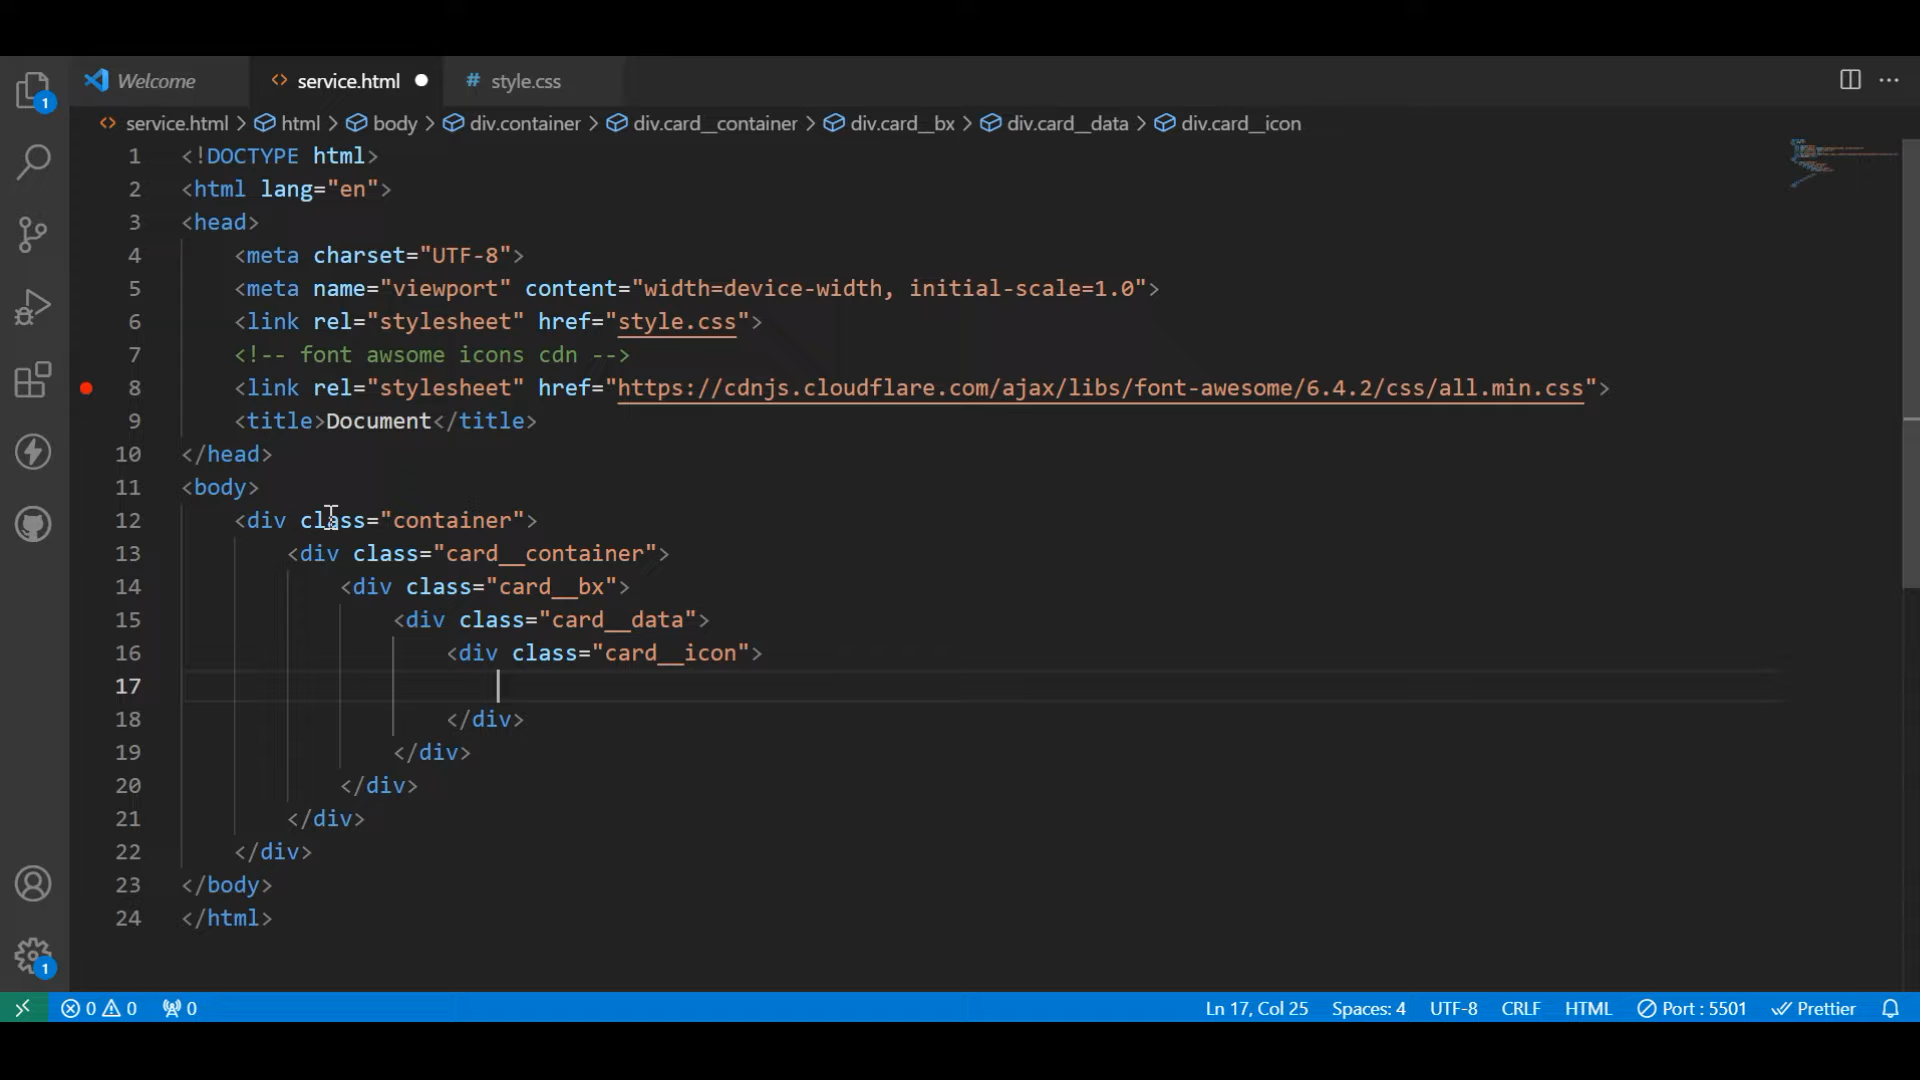 Welcome service.html style.css
service.html > html > body > div.container > div.card__container > div.card__bx > div.card__data > div.card__icon
1 <!DOCTYPE html>
2 <html lang="en">
3 <head>
4 <meta charset="UTF-8">
5 <meta name="viewport" content="width=device-width, initial-scale=1.0">
6 <link rel="stylesheet" href="style.css">
7 <!-- font awsome icons cdn -->
8 <link rel="stylesheet" href="https://cdnjs.cloudflare.com/ajax/libs/font-awesome/6.4.2/css/all.min.css">
9 <title>Document</title>
10 </head>
11 <body>
12 <div class="container">
13 <div class="card__container">
14 <div class="card__bx">
15 <div class="card__data">
16 <div class="card__icon">
17
18 </div>
19 </div>
20 </div>
21 </div>
22 </div>
23 </body>
24 </html>
1
1
0 0 0 Ln 17, Col 25 Spaces: 4 UTF-8 CRLF HTML Port : 5501 Prettier